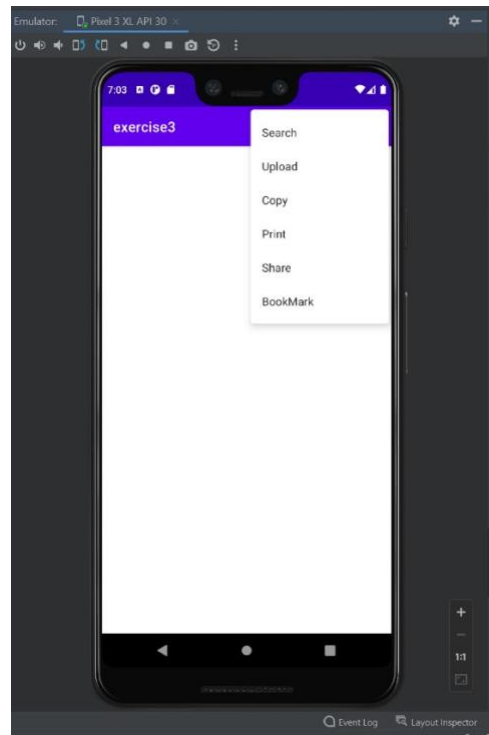 Emulator: Pixel 3 XL API 30
7:03
exercise3
Search
Upload
Copy
Print
Share
BookMark
1:1
Event Log Layout Inspector